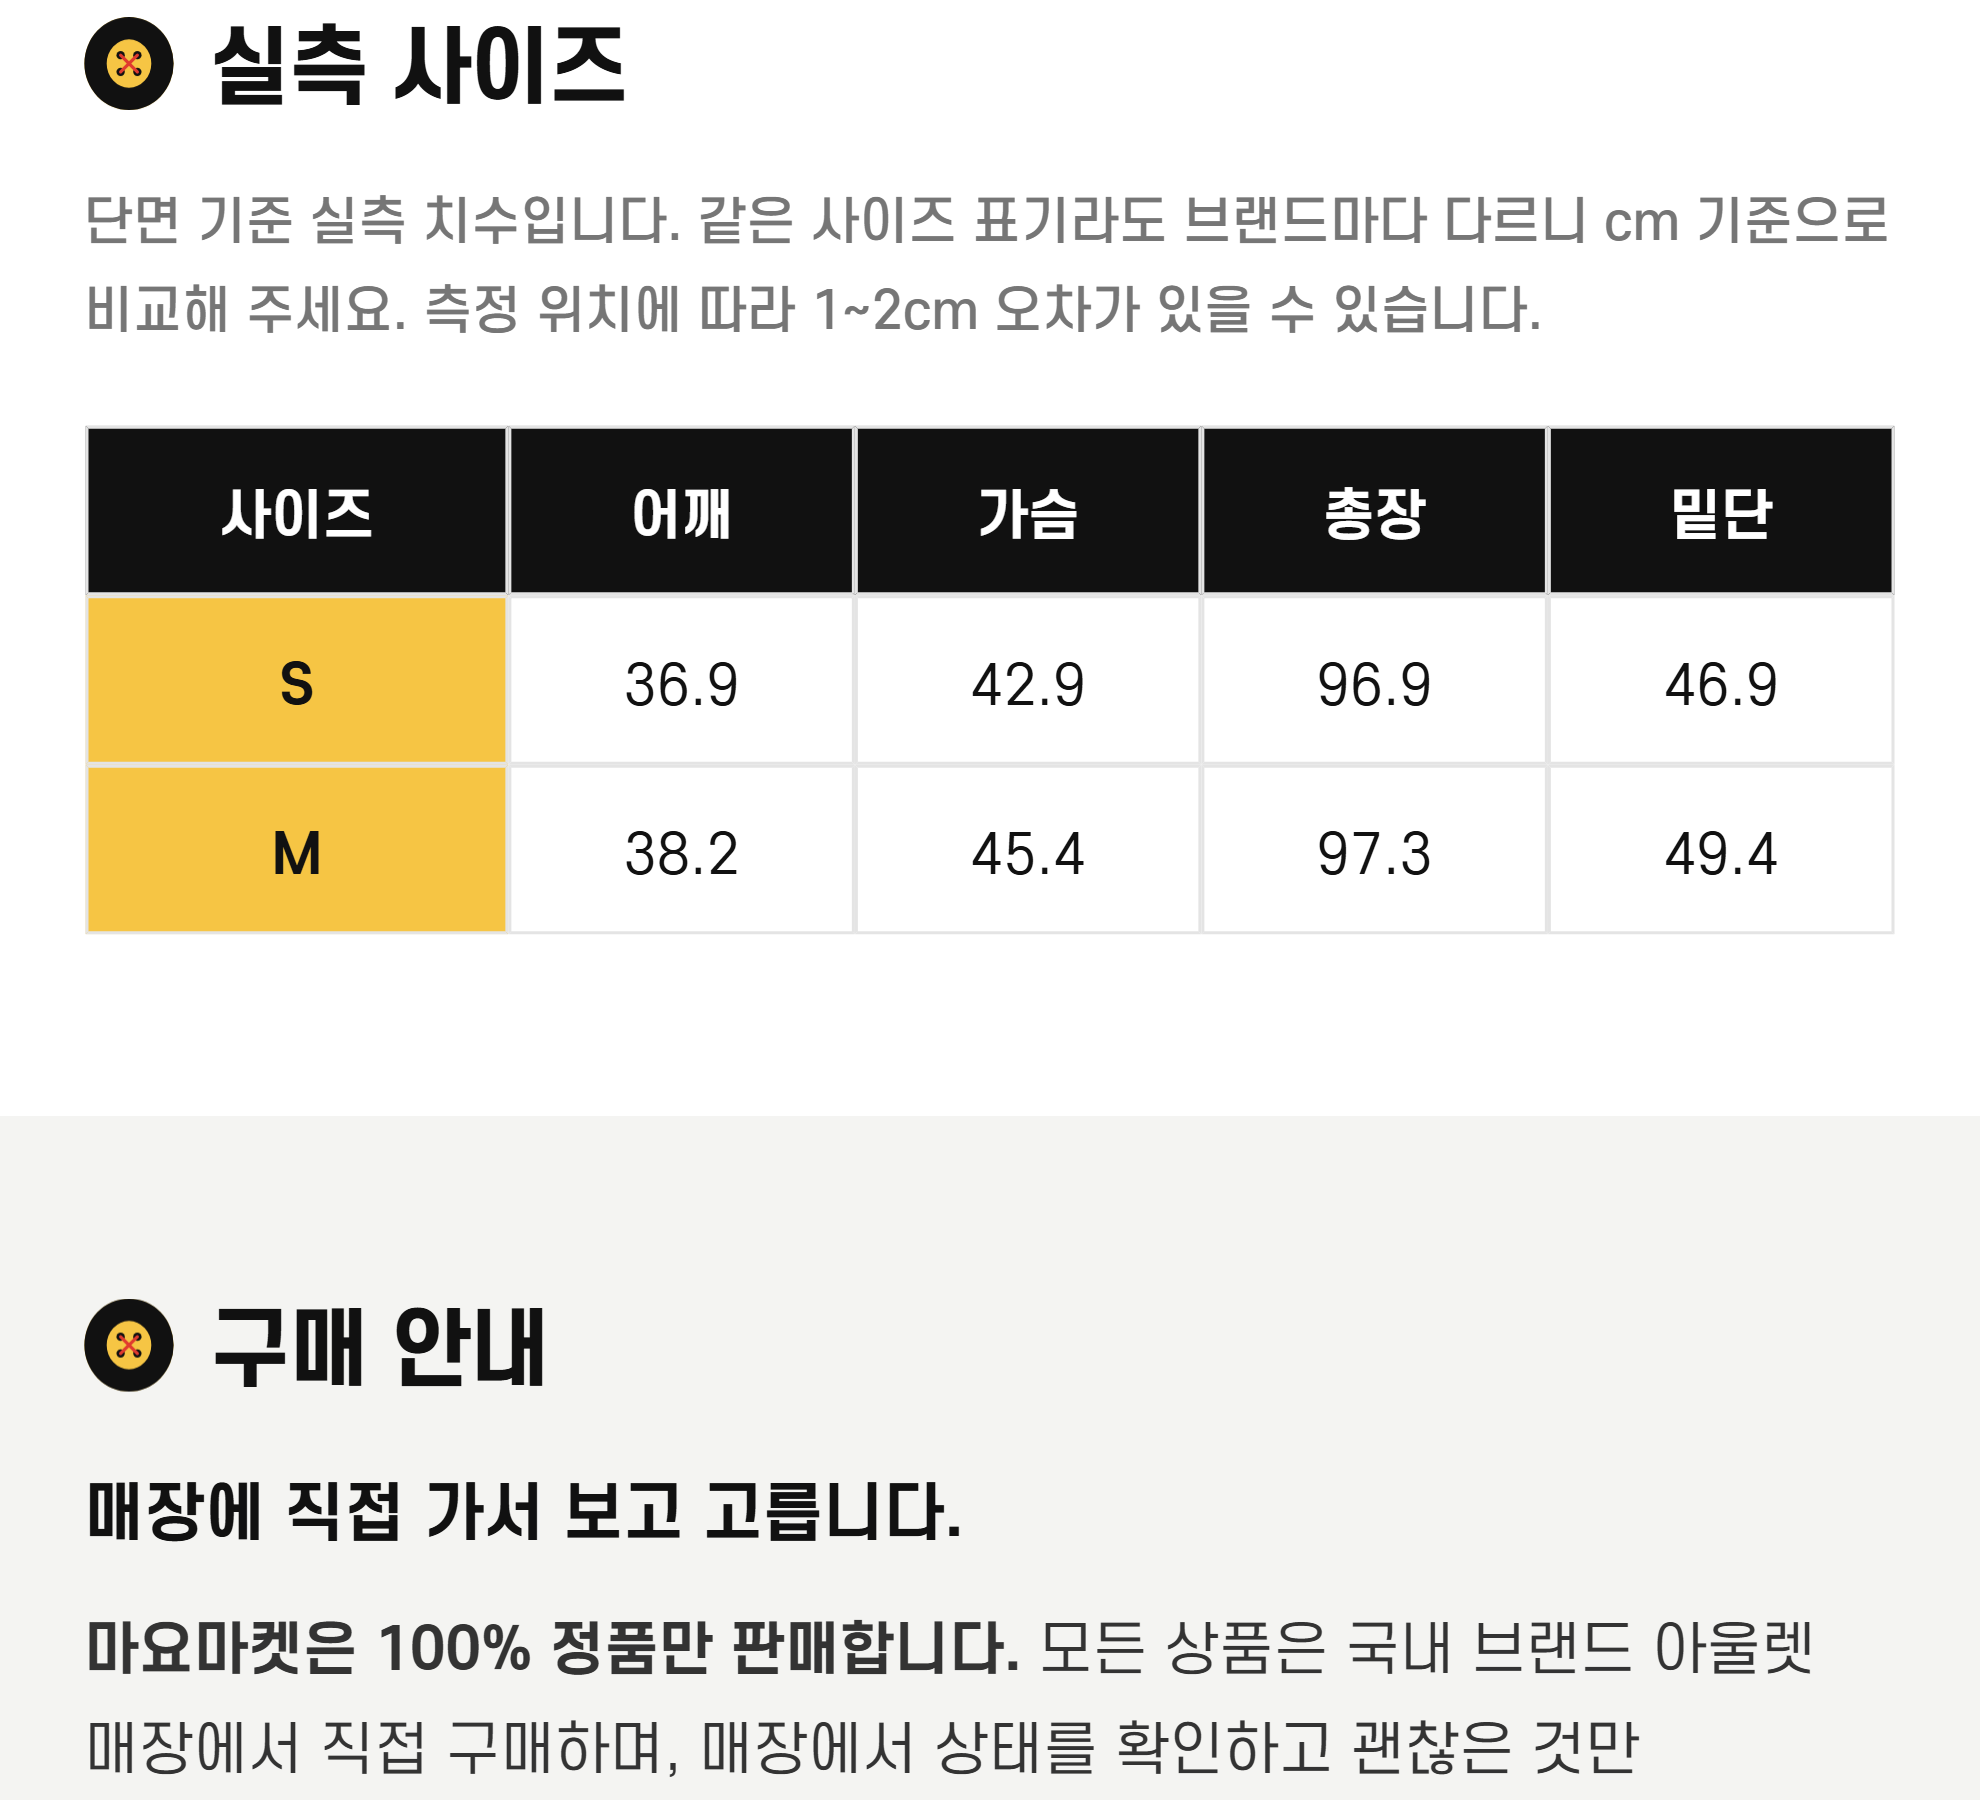 실측 사이즈
단면 기준 실측 치수입니다. 같은 사이즈 표기라도 브랜드마다 다르니 cm 기준으로
비교해 주세요. 측정 위치에 따라 1~2cm 오차가 있을 수 있습니다.
사이즈 어깨 가슴 총장 밑단
S 36.9 42.9 96.9 46.9
M 38.2 45.4 97.3 49.4
구매 안내
매장에 직접 가서 보고 고릅니다.
마요마켓은 100% 정품만 판매합니다. 모든 상품은 국내 브랜드 아울렛
매장에서 직접 구매하며, 매장에서 상태를 확인하고 괜찮은 것만